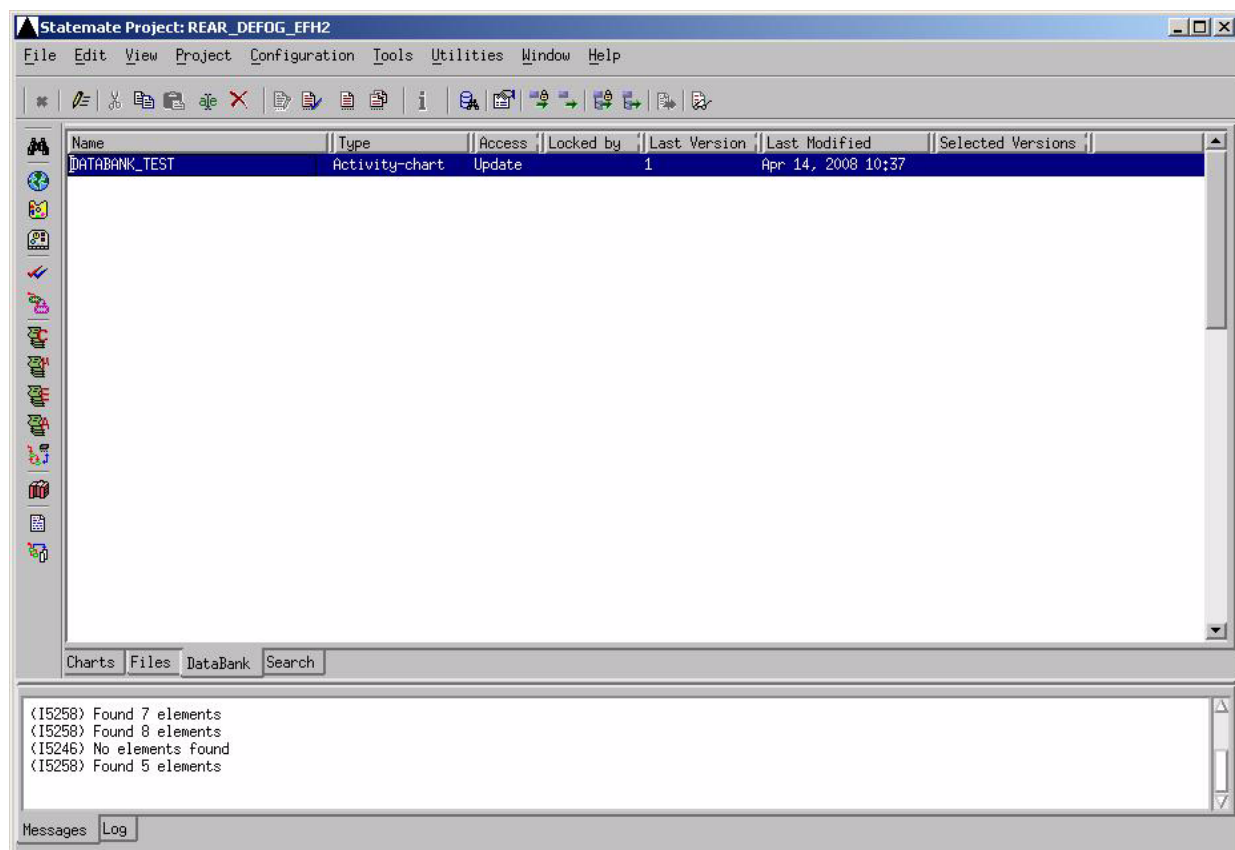 Statemate Project: REAR_DEFOG_EFH2
File Edit View Project Configuration Tools Utilities Window Help
Name Type Access Locked by Last Version Last Modified Selected Versions
DATABANK_TEST Activity-chart Update 1 Apr 14, 2008 10:37
Charts Files DataBank Search
(I5258) Found 7 elements
(I5258) Found 8 elements
(I5246) No elements found
(I5258) Found 5 elements
Messages Log